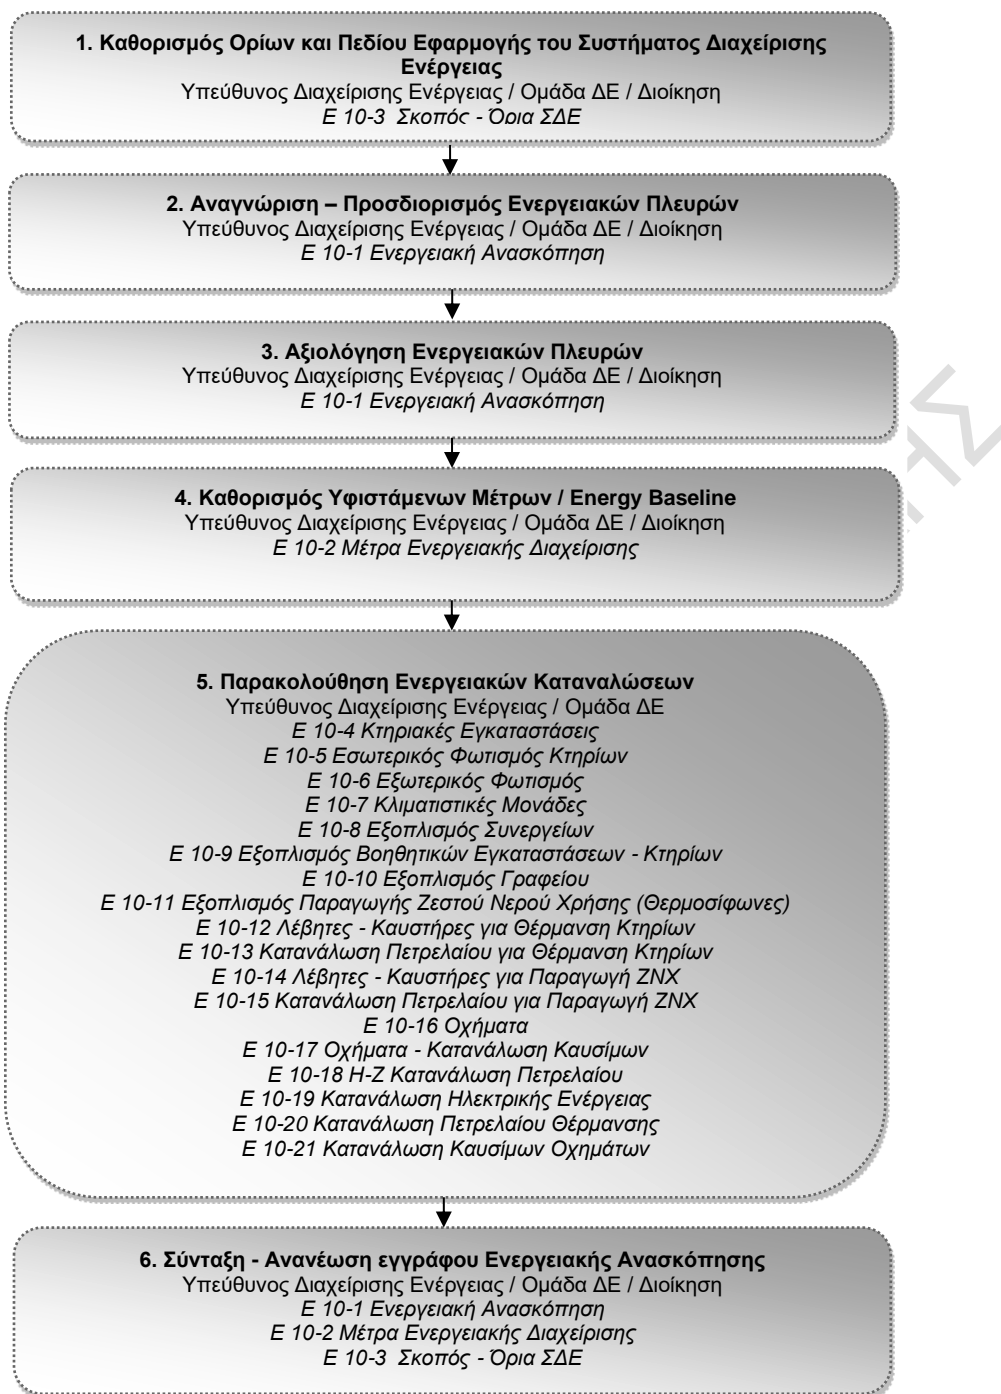 1. Καθορισμός Ορίων και Πεδίου Εφαρμογής του Συστήματος Διαχείρισης
Ενέργειας
Υπεύθυνος Διαχείρισης Ενέργειας / Ομάδα ΔΕ / Διοίκηση
Ε 10-3 Σκοπός - Όρια ΣΔΕ
2. Αναγνώριση – Προσδιορισμός Ενεργειακών Πλευρών
Υπεύθυνος Διαχείρισης Ενέργειας / Ομάδα ΔΕ / Διοίκηση
Ε 10-1 Ενεργειακή Ανασκόπηση
3. Αξιολόγηση Ενεργειακών Πλευρών
Υπεύθυνος Διαχείρισης Ενέργειας / Ομάδα ΔΕ / Διοίκηση
Ε 10-1 Ενεργειακή Ανασκόπηση
4. Καθορισμός Υφιστάμενων Μέτρων / Energy Baseline
Υπεύθυνος Διαχείρισης Ενέργειας / Ομάδα ΔΕ / Διοίκηση
Ε 10-2 Μέτρα Ενεργειακής Διαχείρισης
5. Παρακολούθηση Ενεργειακών Καταναλώσεων
Υπεύθυνος Διαχείρισης Ενέργειας / Ομάδα ΔΕ
Ε 10-4 Κτηριακές Εγκαταστάσεις
Ε 10-5 Εσωτερικός Φωτισμός Κτηρίων
Ε 10-6 Εξωτερικός Φωτισμός
Ε 10-7 Κλιματιστικές Μονάδες
Ε 10-8 Εξοπλισμός Συνεργείων
Ε 10-9 Εξοπλισμός Βοηθητικών Εγκαταστάσεων - Κτηρίων
Ε 10-10 Εξοπλισμός Γραφείου
Ε 10-11 Εξοπλισμός Παραγωγής Ζεστού Νερού Χρήσης (Θερμοσίφωνες)
Ε 10-12 Λέβητες - Καυστήρες για Θέρμανση Κτηρίων
Ε 10-13 Κατανάλωση Πετρελαίου για Θέρμανση Κτηρίων
Ε 10-14 Λέβητες - Καυστήρες για Παραγωγή ΖΝΧ
Ε 10-15 Κατανάλωση Πετρελαίου για Παραγωγή ΖΝΧ
Ε 10-16 Οχήματα
Ε 10-17 Οχήματα - Κατανάλωση Καυσίμων
Ε 10-18 Η-Ζ Κατανάλωση Πετρελαίου
Ε 10-19 Κατανάλωση Ηλεκτρικής Ενέργειας
Ε 10-20 Κατανάλωση Πετρελαίου Θέρμανσης
Ε 10-21 Κατανάλωση Καυσίμων Οχημάτων
6. Σύνταξη - Ανανέωση εγγράφου Ενεργειακής Ανασκόπησης
Υπεύθυνος Διαχείρισης Ενέργειας / Ομάδα ΔΕ / Διοίκηση
Ε 10-1 Ενεργειακή Ανασκόπηση
Ε 10-2 Μέτρα Ενεργειακής Διαχείρισης
Ε 10-3 Σκοπός - Όρια ΣΔΕ